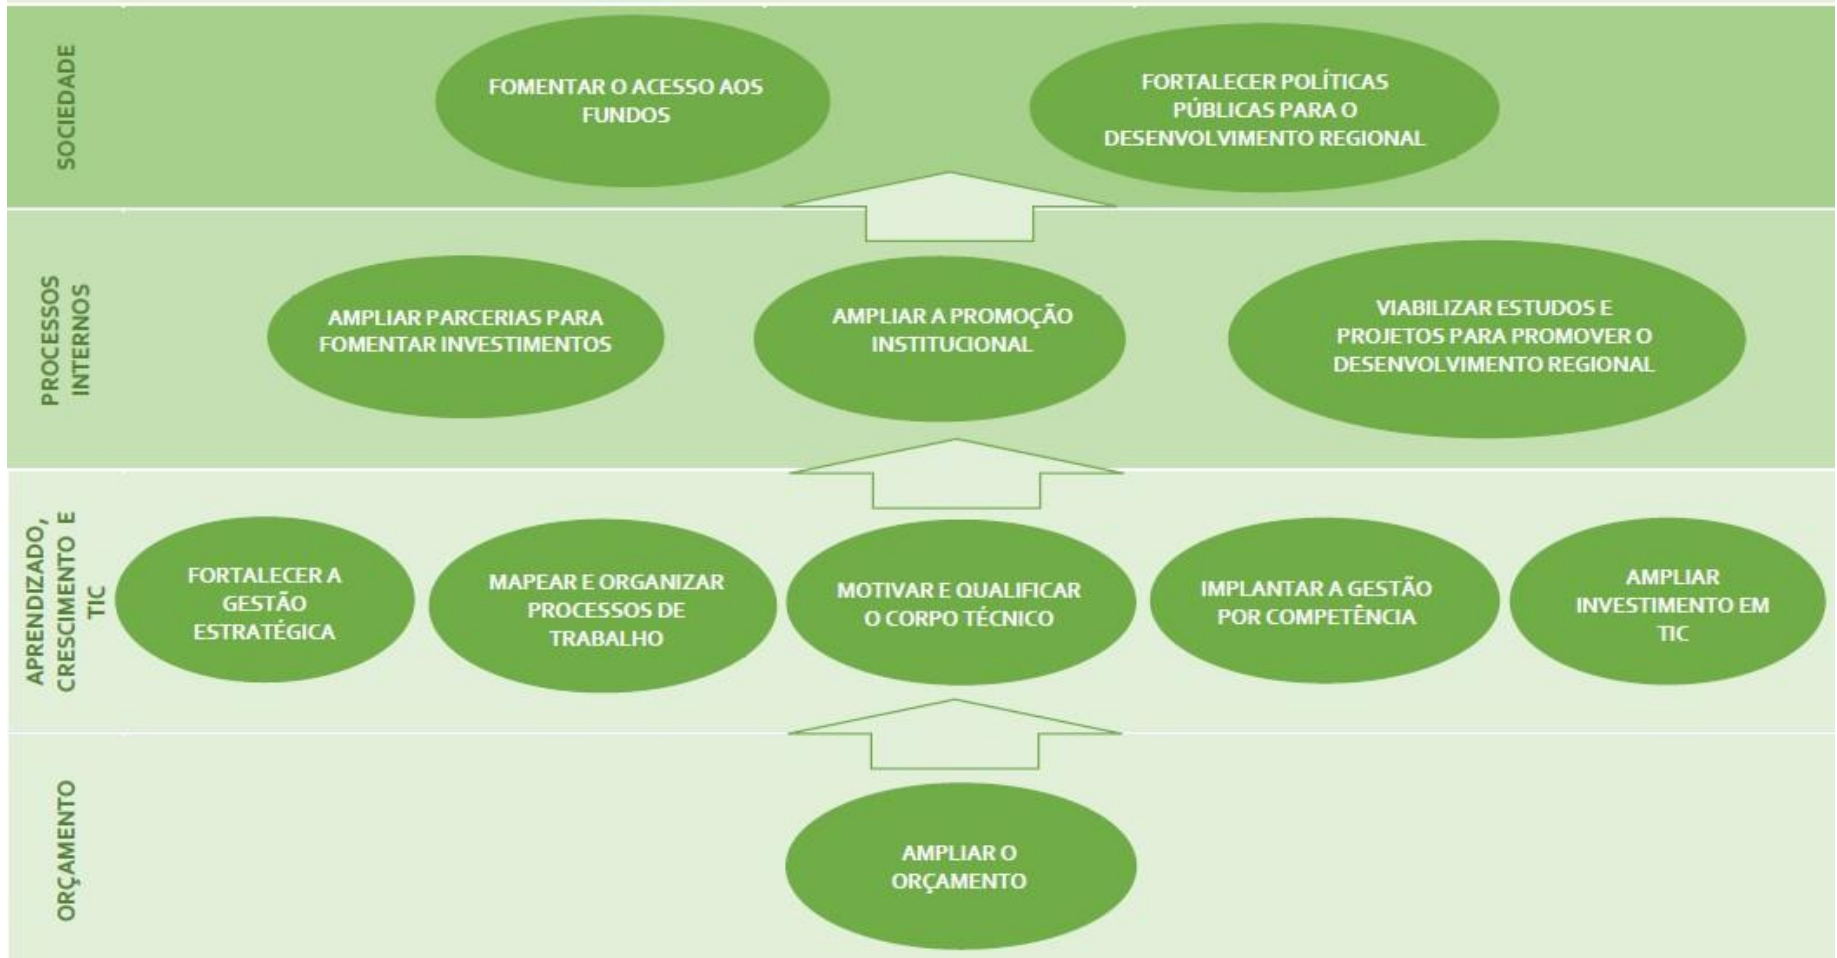 SOCIEDADE
FOMENTAR O ACESSO AOS
FUNDOS
FORTALECER POLÍTICAS
PÚBLICAS PARA O
DESENVOLVIMENTO REGIONAL
PROCESSOS
INTERNOS
AMPLIAR PARCERIAS PARA
FOMENTAR INVESTIMENTOS
AMPLIAR A PROMOÇÃO
INSTITUCIONAL
VIABILIZAR ESTUDOS E
PROJETOS PARA PROMOVER O
DESENVOLVIMENTO REGIONAL
APRENDIZADO,
CRESCIMENTO E
TIC
FORTALECER A
GESTÃO
ESTRATÉGICA
MAPEAR E ORGANIZAR
PROCESSOS DE
TRABALHO
MOTIVAR E QUALIFICAR
O CORPO TÉCNICO
IMPLANTAR A GESTÃO
POR COMPETÊNCIA
AMPLIAR
INVESTIMENTO EM
TIC
ORÇAMENTO
AMPLIAR O
ORÇAMENTO